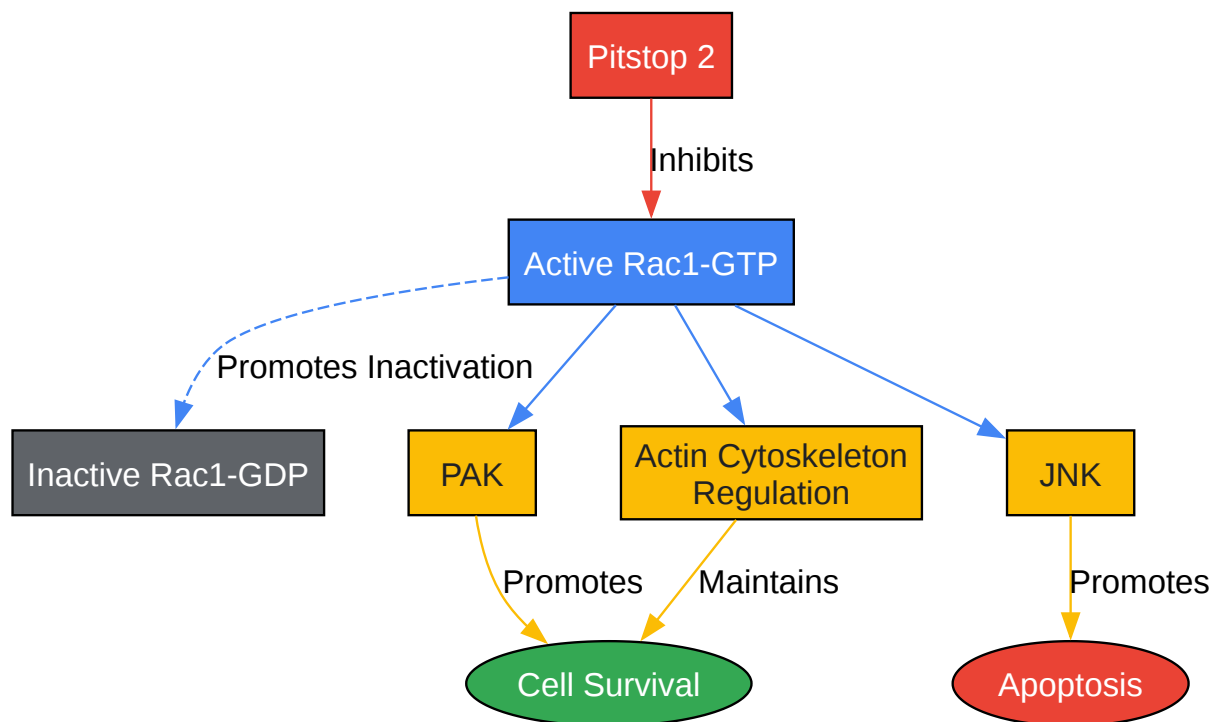 Pitstop 2
Inhibits
Active Rac1-GTP
Promotes Inactivation
Inactive Rac1-GDP
PAK
Actin Cytoskeleton
Regulation
JNK
Promotes
Maintains
Promotes
Cell Survival
Apoptosis